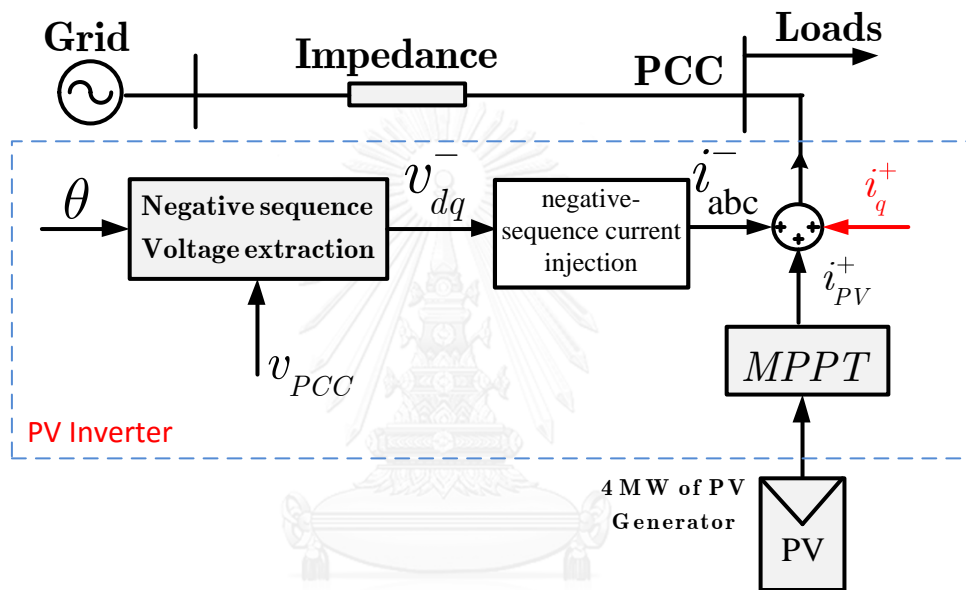 Grid
Impedance
PCC
Loads
θ
Negative sequence
Voltage extraction
v⁻dq
negative-
sequence current
injection
i⁻abc
i⁺q
i⁺PV
vPCC
MPPT
PV Inverter
4 MW of PV
Generator
PV